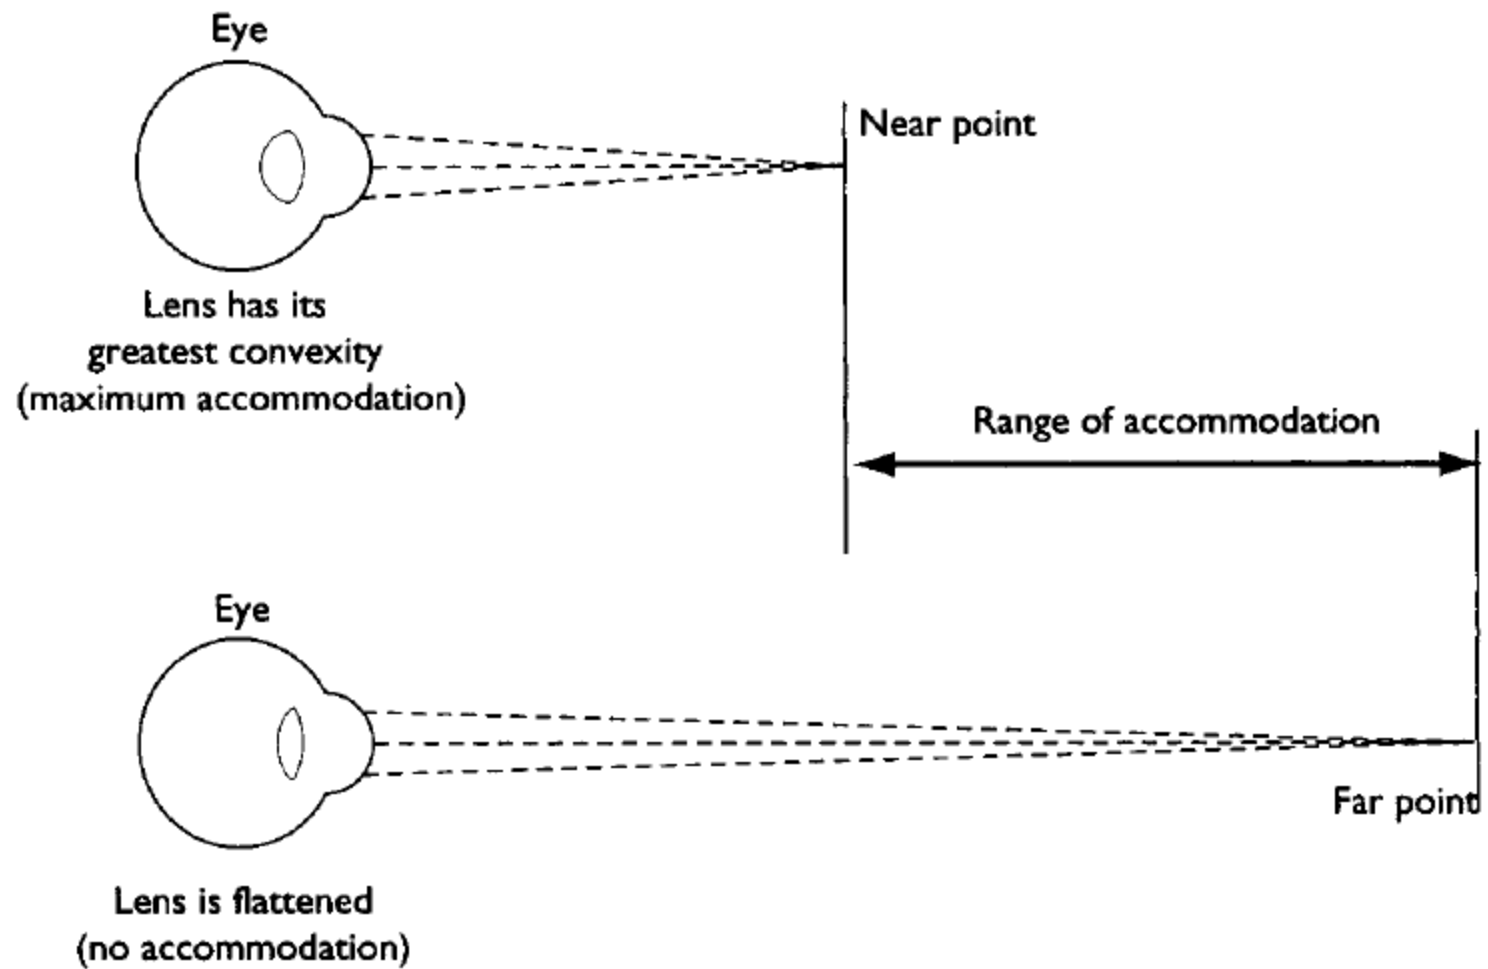 Eye
Near point
Lens has its
greatest convexity
(maximum accommodation)
Range of accommodation
Eye
Far point
Lens is flattened
(no accommodation)